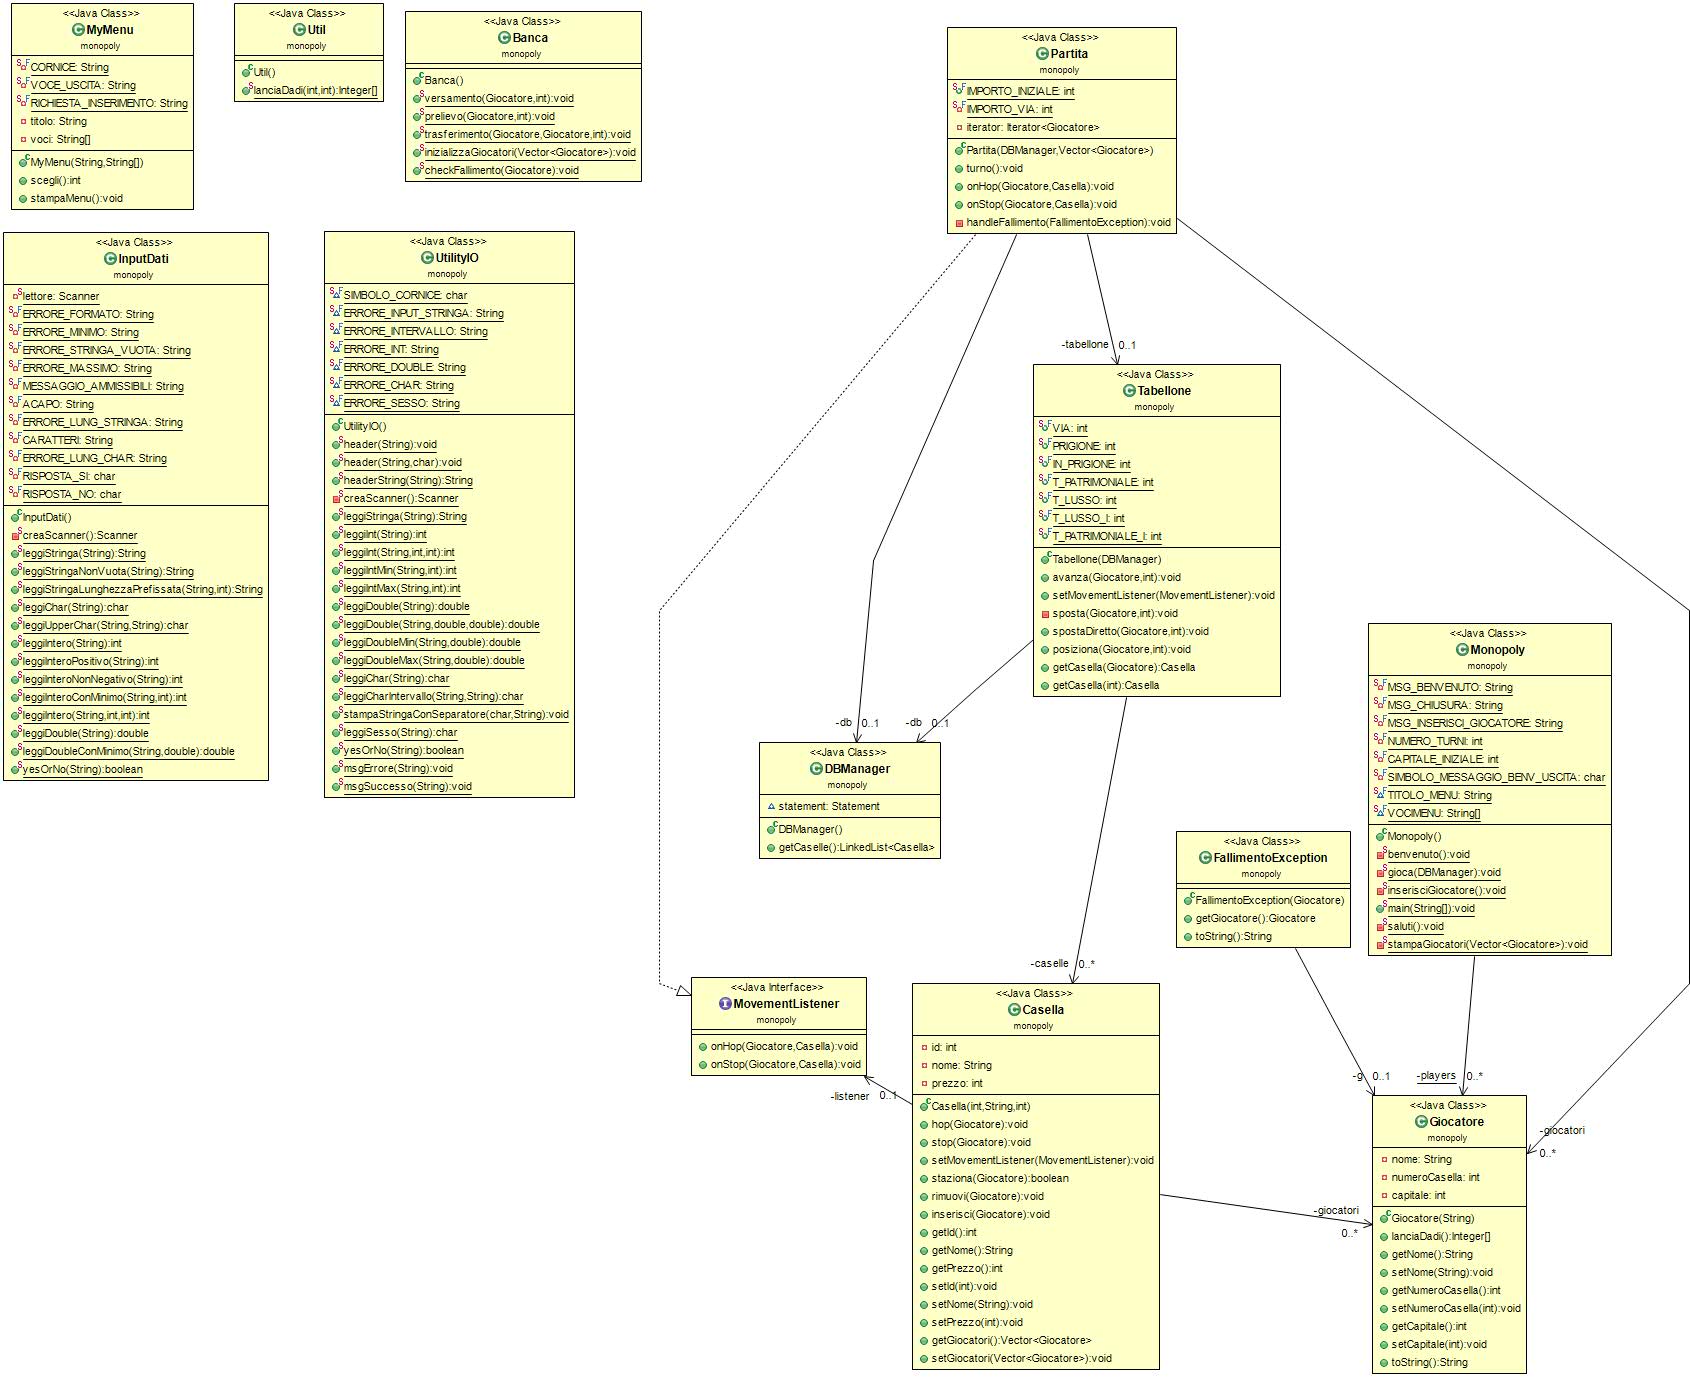 <<Java Class>>
MyMenu
monopoly
CORNICE: String
VOCE_USCITA: String
RICHIESTA_INSERIMENTO: String
titolo: String
voci: String[]
MyMenu(String,String[])
scegli():int
stampaMenu():void
<<Java Class>>
Util
monopoly
Util()
lanciaDadi(int,int):Integer[]
<<Java Class>>
Banca
monopoly
Banca()
versamento(Giocatore,int):void
prelievo(Giocatore,int):void
trasferimento(Giocatore,Giocatore,int):void
inizializzaGiocatori(Vector<Giocatore>):void
checkFallimento(Giocatore):void
<<Java Class>>
Partita
monopoly
IMPORTO_INIZIALE: int
IMPORTO_VIA: int
iterator: Iterator<Giocatore>
Partita(DBManager,Vector<Giocatore>)
turno():void
onHop(Giocatore,Casella):void
onStop(Giocatore,Casella):void
handleFallimento(FallimentoException):void
<<Java Class>>
InputDati
monopoly
lettore: Scanner
ERRORE_FORMATO: String
ERRORE_MINIMO: String
ERRORE_STRINGA_VUOTA: String
ERRORE_MASSIMO: String
MESSAGGIO_AMMISSIBILI: String
ACAPO: String
ERRORE_LUNG_STRINGA: String
CARATTERI: String
ERRORE_LUNG_CHAR: String
RISPOSTA_SI: char
RISPOSTA_NO: char
InputDati()
creaScanner():Scanner
leggiStringa(String):String
leggiStringaNonVuota(String):String
leggiStringaLunghezzaPrefissata(String,int):String
leggiChar(String):char
leggiUpperChar(String,String):char
leggiIntero(String):int
leggiInteroPositivo(String):int
leggiInteroNonNegativo(String):int
leggiInteroConMinimo(String,int):int
leggiIntero(String,int,int):int
leggiDouble(String):double
leggiDoubleConMinimo(String,double):double
yesOrNo(String):boolean
<<Java Class>>
UtilityIO
monopoly
SIMBOLO_CORNICE: char
ERRORE_INPUT_STRINGA: String
ERRORE_INTERVALLO: String
ERRORE_INT: String
ERRORE_DOUBLE: String
ERRORE_CHAR: String
ERRORE_SESSO: String
UtilityIO()
header(String):void
header(String,char):void
headerString(String):String
creaScanner():Scanner
leggiStringa(String):String
leggiInt(String):int
leggiInt(String,int,int):int
leggiIntMin(String,int):int
leggiIntMax(String,int):int
leggiDouble(String):double
leggiDouble(String,double,double):double
leggiDoubleMin(String,double):double
leggiDoubleMax(String,double):double
leggiChar(String):char
leggiCharIntervallo(String,String):char
stampaStringaConSeparatore(char,String):void
leggiSesso(String):char
yesOrNo(String):boolean
msgErrore(String):void
msgSuccesso(String):void
-tabellone 0..1
<<Java Class>>
Tabellone
monopoly
VIA: int
PRIGIONE: int
IN_PRIGIONE: int
T_PATRIMONIALE: int
T_LUSSO: int
T_LUSSO_I: int
T_PATRIMONIALE_I: int
Tabellone(DBManager)
avanza(Giocatore,int):void
setMovementListener(MovementListener):void
sposta(Giocatore,int):void
spostaDiretto(Giocatore,int):void
posiziona(Giocatore,int):void
getCasella(Giocatore):Casella
getCasella(int):Casella
-db 0..1
-db 0..1
<<Java Class>>
DBManager
monopoly
statement: Statement
DBManager()
getCaselle():LinkedList<Casella>
<<Java Class>>
Monopoly
monopoly
MSG_BENVENUTO: String
MSG_CHIUSURA: String
MSG_INSERISCI_GIOCATORE: String
NUMERO_TURNI: int
CAPITALE_INIZIALE: int
SIMBOLO_MESSAGGIO_BENV_USCITA: char
TITOLO_MENU: String
VOCIMENU: String[]
Monopoly()
benvenuto():void
gioca(DBManager):void
inserisciGiocatore():void
main(String[]):void
saluti():void
stampaGiocatori(Vector<Giocatore>):void
<<Java Class>>
FallimentoException
monopoly
FallimentoException(Giocatore)
getGiocatore():Giocatore
toString():String
-caselle 0..*
<<Java Interface>>
MovementListener
monopoly
onHop(Giocatore,Casella):void
onStop(Giocatore,Casella):void
-listener 0..1
<<Java Class>>
Casella
monopoly
id: int
nome: String
prezzo: int
Casella(int,String,int)
hop(Giocatore):void
stop(Giocatore):void
setMovementListener(MovementListener):void
staziona(Giocatore):boolean
rimuovi(Giocatore):void
inserisci(Giocatore):void
getId():int
getNome():String
getPrezzo():int
setId(int):void
setNome(String):void
setPrezzo(int):void
getGiocatori():Vector<Giocatore>
setGiocatori(Vector<Giocatore>):void
-g 0..1
-players 0..*
-giocatori
0..*
-giocatori
0..*
<<Java Class>>
Giocatore
monopoly
nome: String
numeroCasella: int
capitale: int
Giocatore(String)
lanciaDadi():Integer[]
getNome():String
setNome(String):void
getNumeroCasella():int
setNumeroCasella(int):void
getCapitale():int
setCapitale(int):void
toString():String